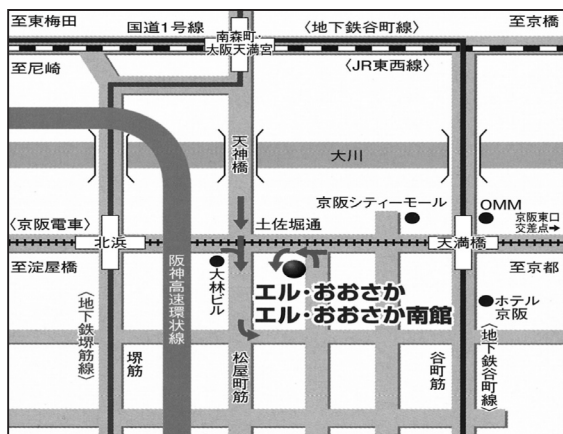 至東梅田
国道1号線
〈地下鉄谷町線〉
至京橋
南森町・
大阪天満宮
至尼崎
〈JR東西線〉
天神橋
大川
京阪シティーモール
OMM
〈京阪電車〉
土佐堀通
京阪東口
交差点→
北浜
天満橋
至淀屋橋
阪神高速環状線
大林ビル
至京都
エル・おおさか
エル・おおさか南館
ホテル
京阪
〈地下鉄堺筋線〉
堺筋
松屋町筋
谷町筋
〈地下鉄谷町線〉